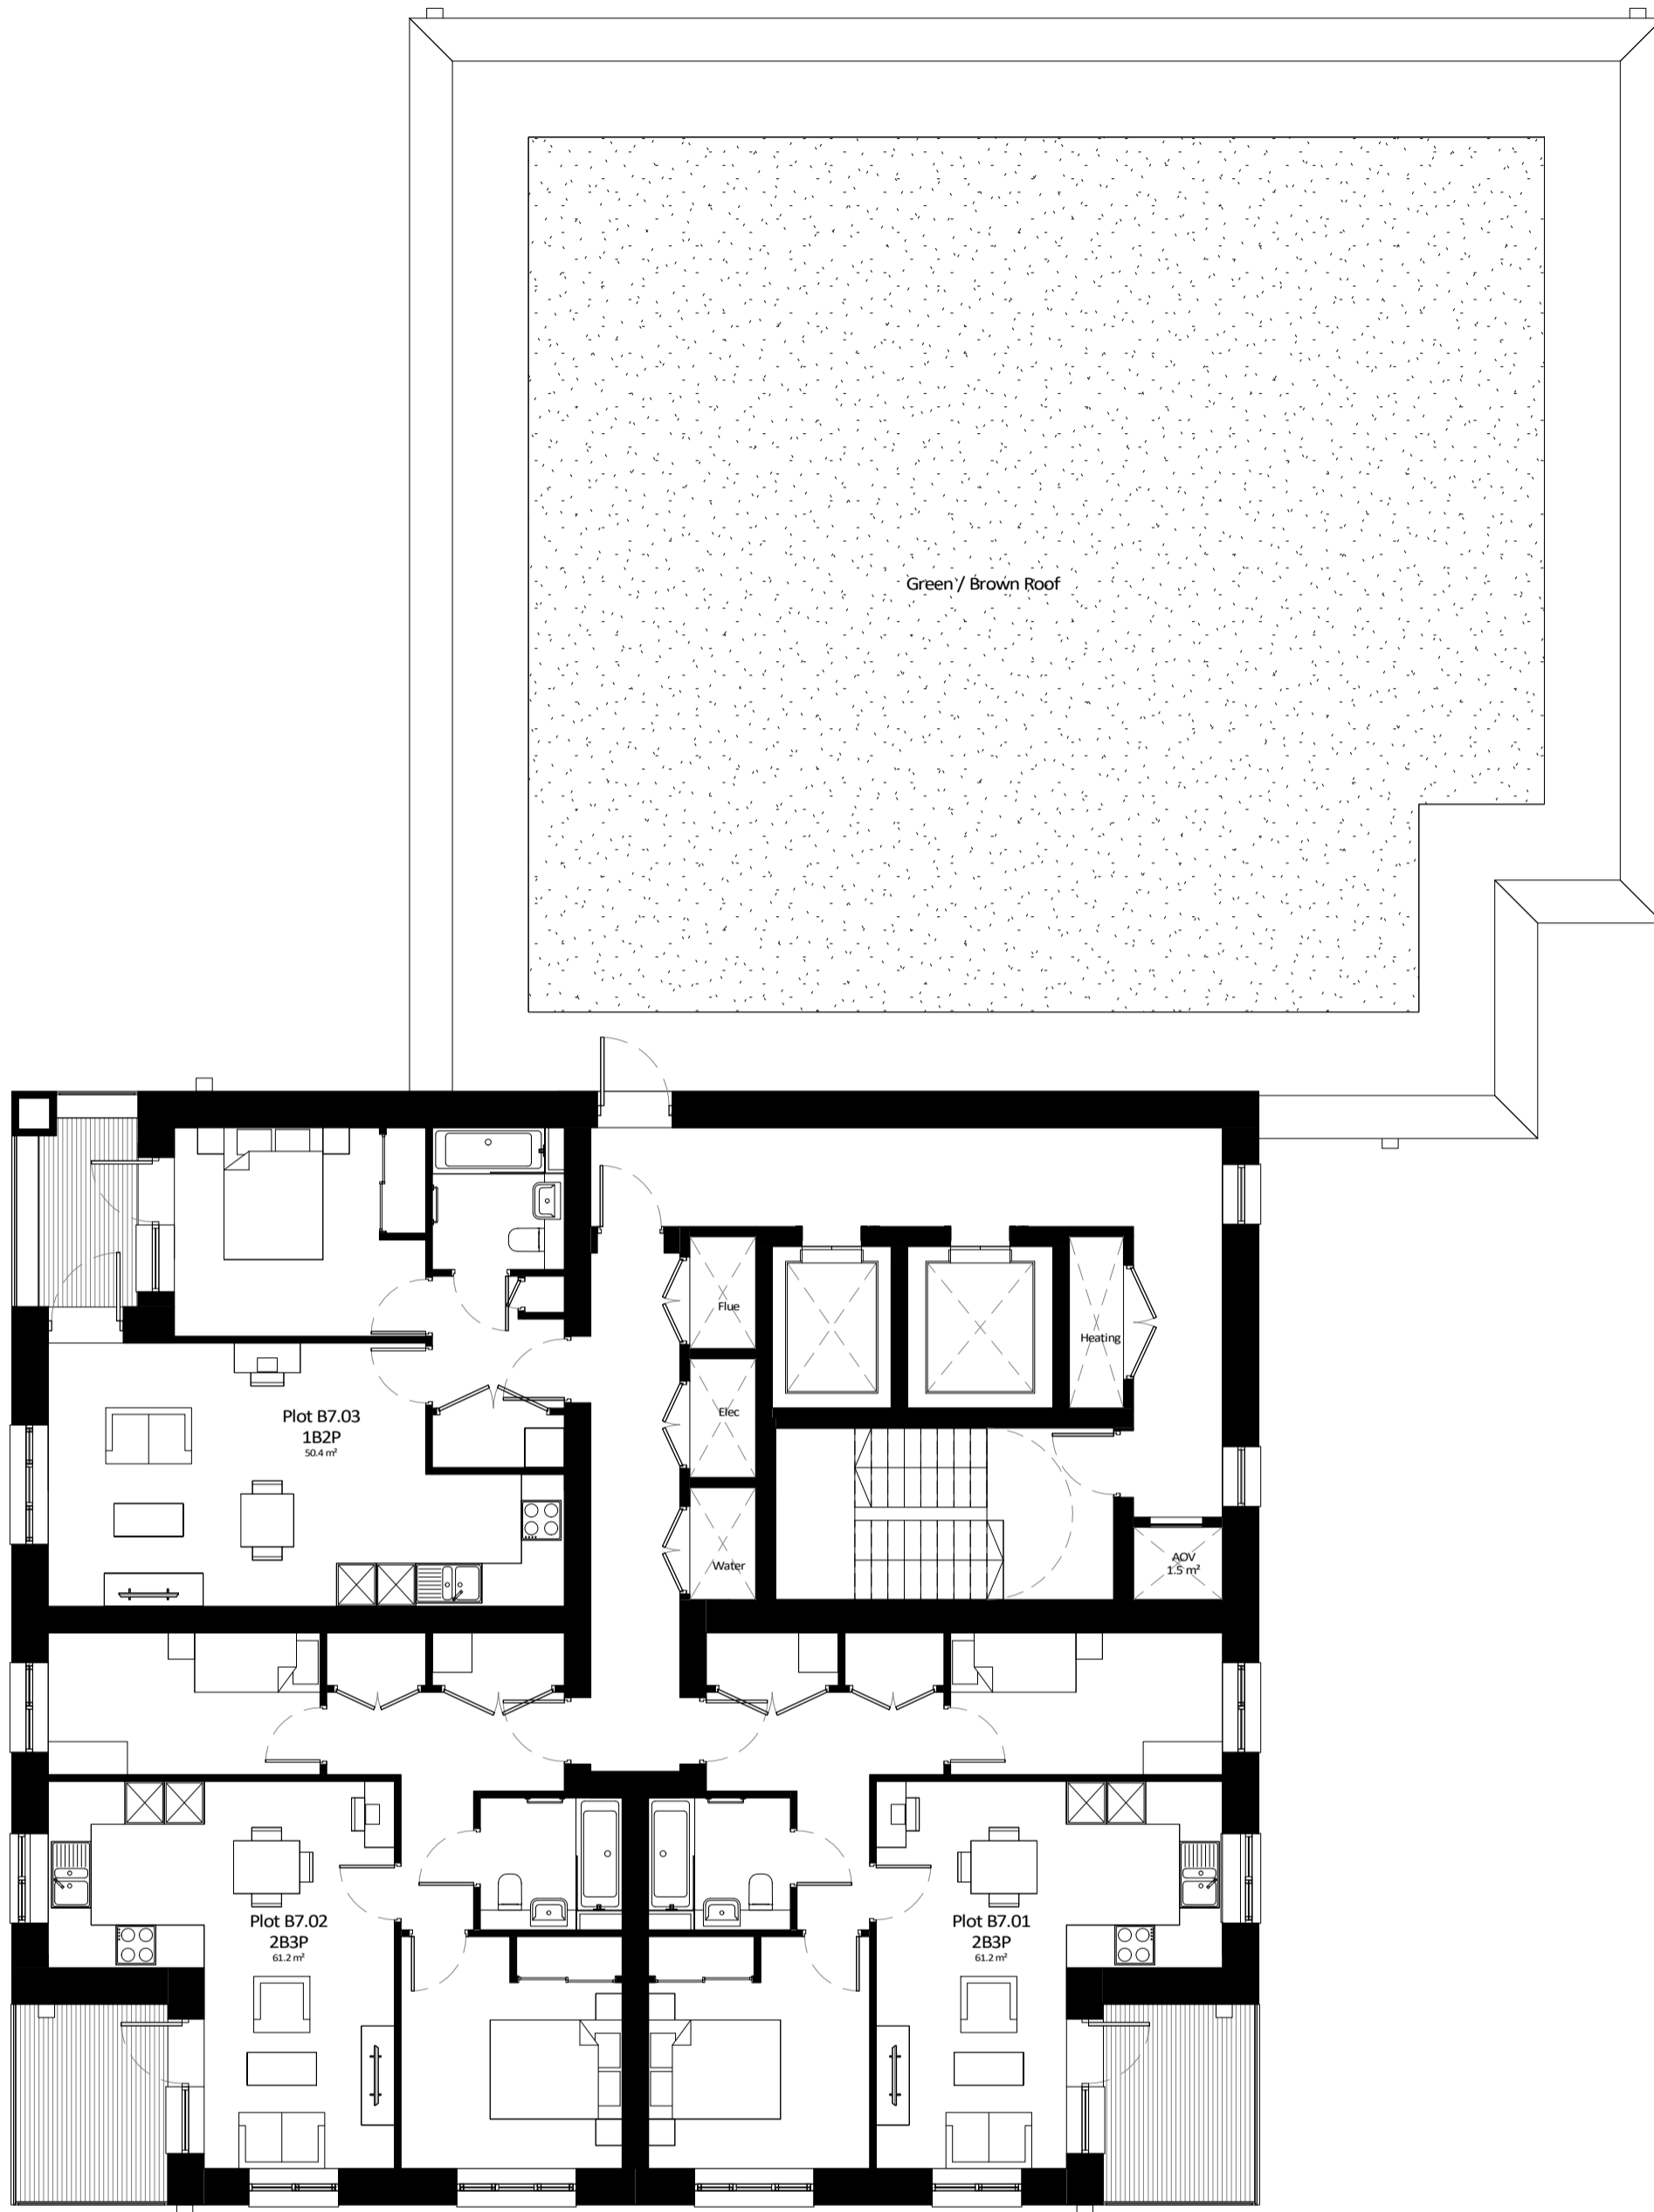 Green / Brown Roof
Flue
Heating
Plot B7.03
1B2P
50.4 m²
Elec
Water
AOV
1.5 m²
Plot B7.02
2B3P
61.2 m²
Plot B7.01
2B3P
61.2 m²